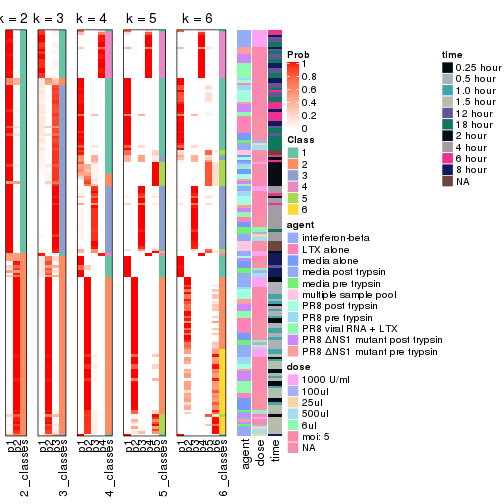 k = 2 k = 3 k = 4 k = 5 k = 6
Prob
1
0.8
0.6
0.4
0.2
0
Class
1
2
3
4
5
6
agent
interferon-beta
LTX alone
media alone
media post trypsin
media pre trypsin
multiple sample pool
PR8 post trypsin
PR8 pre trypsin
PR8 viral RNA + LTX
PR8 ΔNS1 mutant post trypsin
PR8 ΔNS1 mutant pre trypsin
dose
1000 U/ml
100ul
25ul
500ul
6ul
moi: 5
NA
time
0.25 hour
0.5 hour
1.0 hour
1.5 hour
12 hour
18 hour
2 hour
4 hour
6 hour
8 hour
NA
p1 p2 2_classes p1 p2 p3 3_classes p1 p2 p3 p4 4_classes p1 p2 p3 p4 p5 5_classes p1 p2 p3 p4 p5 p6 6_classes agent dose time